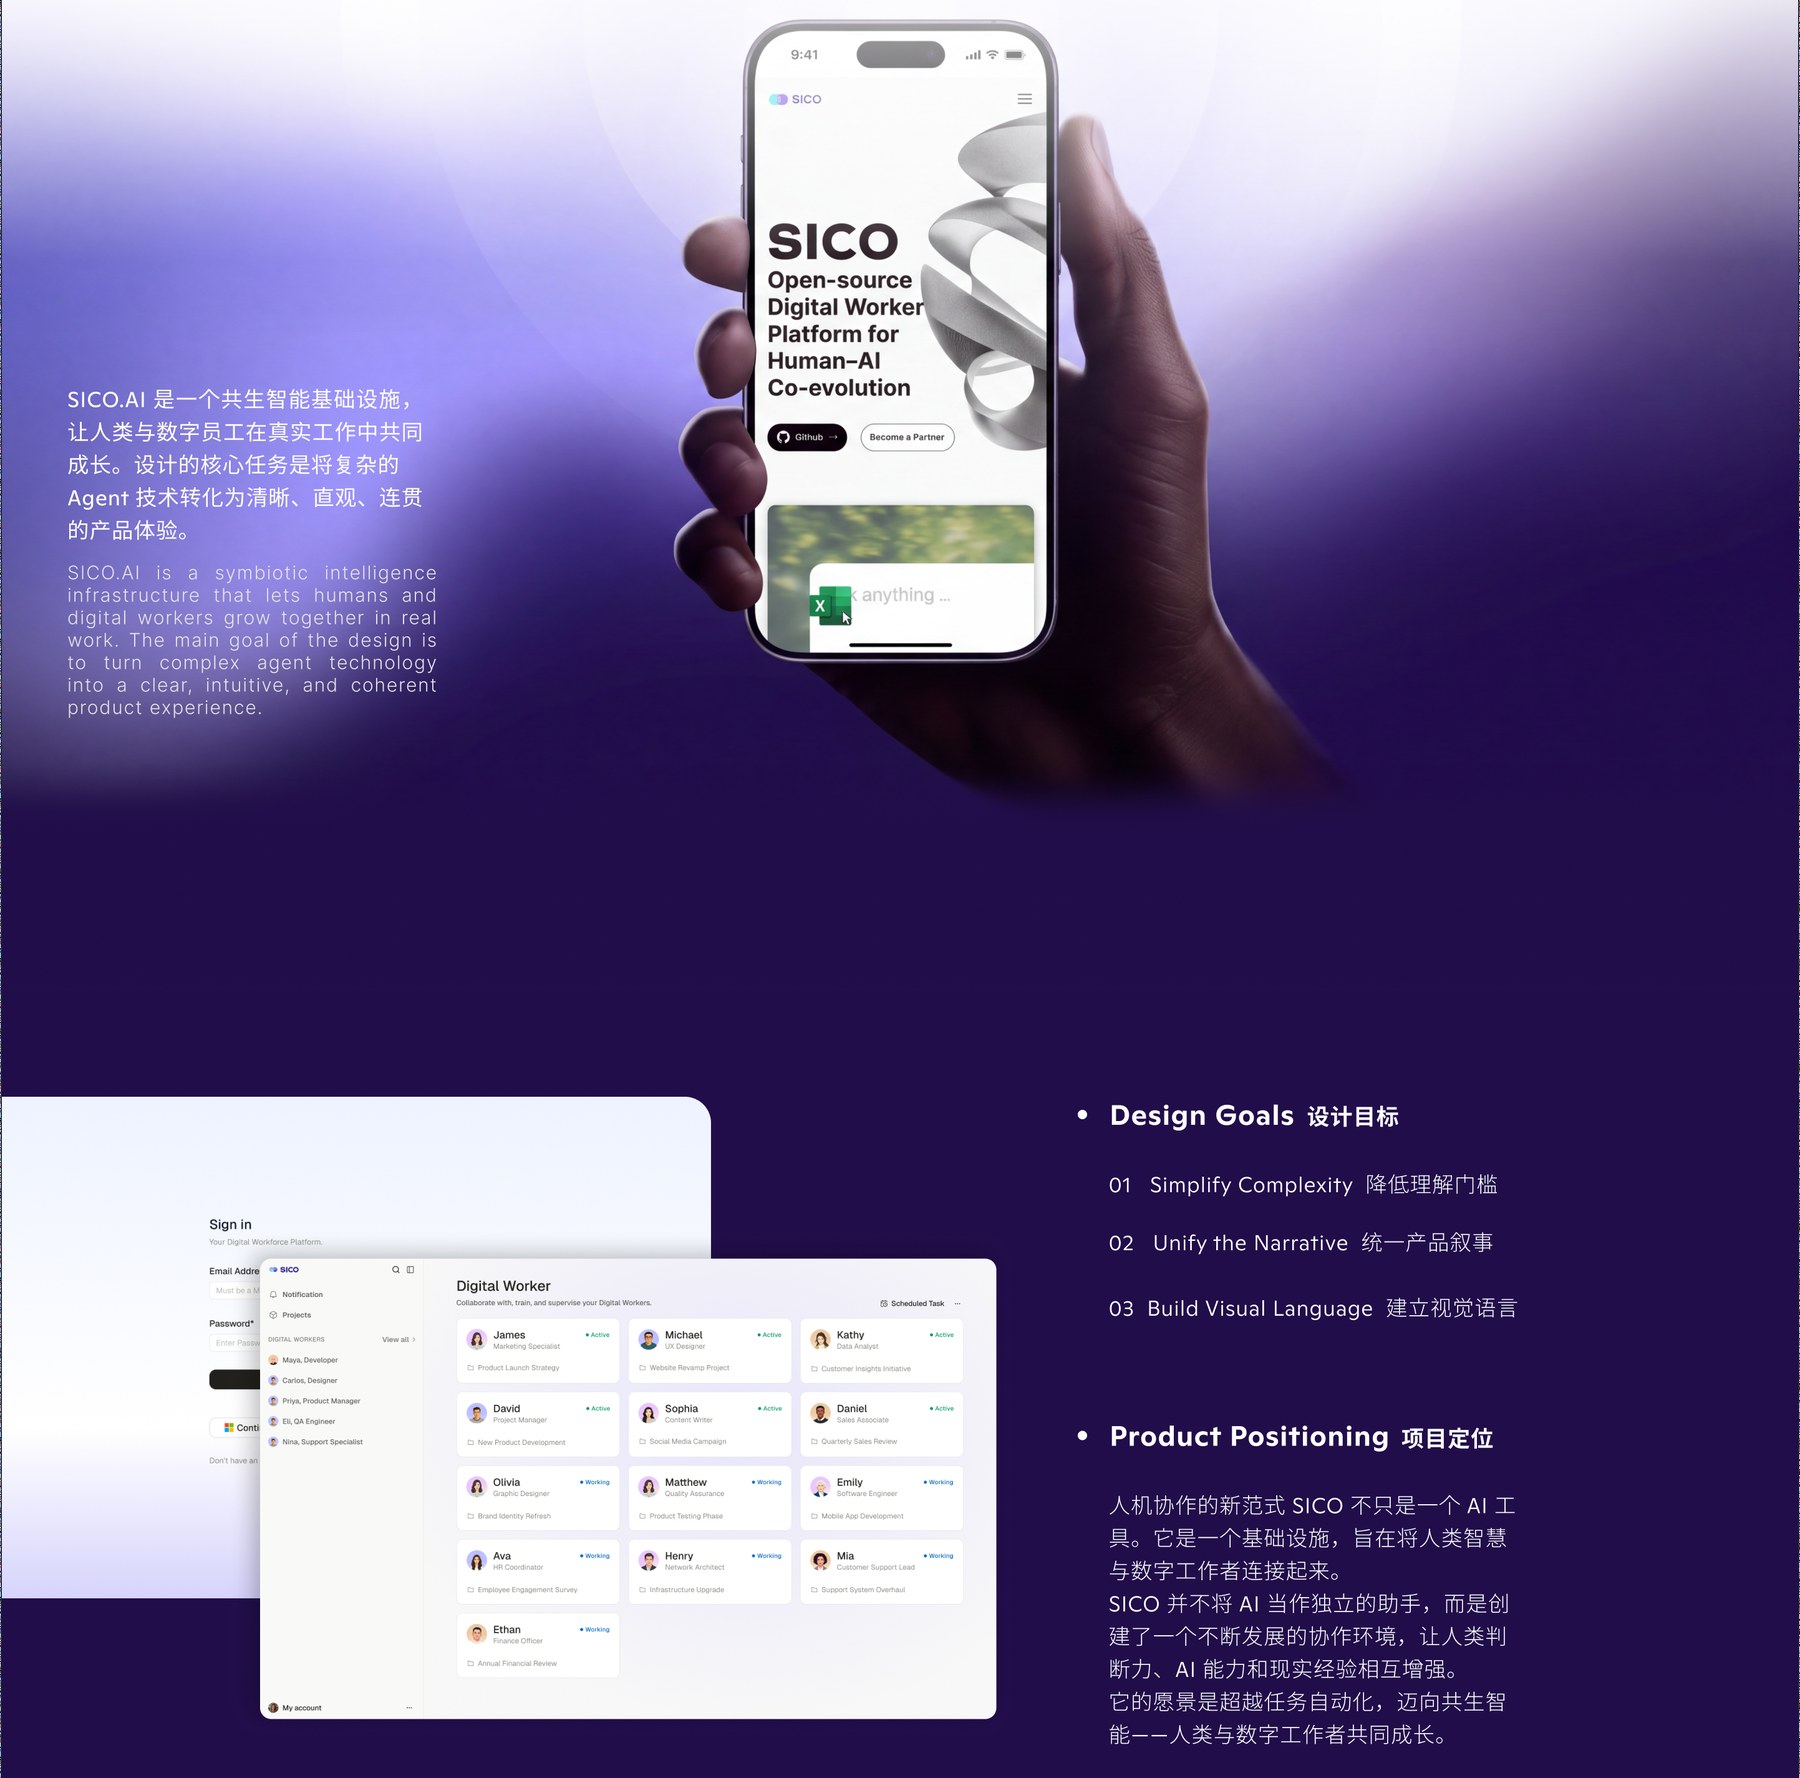 9:41
SICO
SICO
Open-source
Digital Worker
Platform for
Human–AI
Co-evolution
Github →
Become a Partner
k anything ...
X
SICO.AI 是一个共生智能基础设施，
让人类与数字员工在真实工作中共同
成长。设计的核心任务是将复杂的
Agent 技术转化为清晰、直观、连贯
的产品体验。
SICO.AI is a symbiotic intelligence
infrastructure that lets humans and
digital workers grow together in real
work. The main goal of the design is
to turn complex agent technology
into a clear, intuitive, and coherent
product experience.
Sign in
Your Digital Workforce Platform.
Email Addre
Must be a M
Password*
Enter Passw
Conti
Don't have an
SICO
Notification
Projects
DIGITAL WORKERS View all >
Maya, Developer
Carlos, Designer
Priya, Product Manager
Eli, QA Engineer
Nina, Support Specialist
My account ...
Digital Worker
Collaborate with, train, and supervise your Digital Workers.
Scheduled Task ...
James • Active
Marketing Specialist
Product Launch Strategy
Michael • Active
UX Designer
Website Revamp Project
Kathy • Active
Data Analyst
Customer Insights Initiative
David • Active
Project Manager
New Product Development
Sophia • Active
Content Writer
Social Media Campaign
Daniel • Active
Sales Associate
Quarterly Sales Review
Olivia • Working
Graphic Designer
Brand Identity Refresh
Matthew • Working
Quality Assurance
Product Testing Phase
Emily • Working
Software Engineer
Mobile App Development
Ava • Working
HR Coordinator
Employee Engagement Survey
Henry • Working
Network Architect
Infrastructure Upgrade
Mia • Working
Customer Support Lead
Support System Overhaul
Ethan • Working
Finance Officer
Annual Financial Review
• Design Goals 设计目标
01 Simplify Complexity 降低理解门槛
02 Unify the Narrative 统一产品叙事
03 Build Visual Language 建立视觉语言
• Product Positioning 项目定位
人机协作的新范式 SICO 不只是一个 AI 工
具。它是一个基础设施，旨在将人类智慧
与数字工作者连接起来。
SICO 并不将 AI 当作独立的助手，而是创
建了一个不断发展的协作环境，让人类判
断力、AI 能力和现实经验相互增强。
它的愿景是超越任务自动化，迈向共生智
能——人类与数字工作者共同成长。